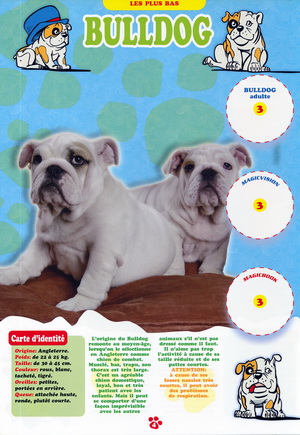 LES PLUS BAS
BULLDOG
BULLDOG
adulte
3
MAGICVISION
3
MAGICBOOK
3
Carte d'identité
Origine: Angleterre.
Poids: de 22 à 25 kg.
Taille: de 30 à 45 cm.
Couleur: roux, blanc,
tacheté, tigré.
Oreilles: petites,
portées en arrière.
Queue: attachée haute,
ronde, plutôt courte.
L'origine du Bulldog
remonte au moyen-âge,
lorsqu'on le sélectionne
en Angleterre comme
chien de combat.
Musclé, bas, trapu, son
thorax est très large.
C'est un agréable
chien domestique,
loyal, bon et très
patient avec les
enfants. Mais il peut
se comporter d'une
façon imprévisible
avec les autres
animaux s'il n'est pas
dressé comme il faut.
Il n'aime pas trop
l'activité à cause de sa
taille réduite et de ses
pattes courtes.
ATTENTION:
à cause de ses
fosses nasales très
courtes, il peut avoir
des problèmes
de respiration.